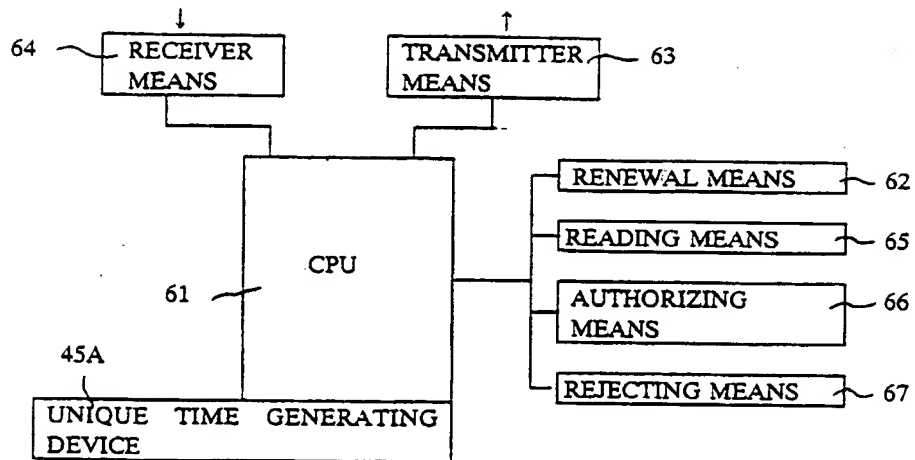 64
RECEIVER
MEANS
TRANSMITTER
MEANS
63
RENEWAL MEANS
62
READING MEANS
65
CPU
61
AUTHORIZING
MEANS
66
45A
REJECTING MEANS
67
UNIQUE TIME GENERATING
DEVICE